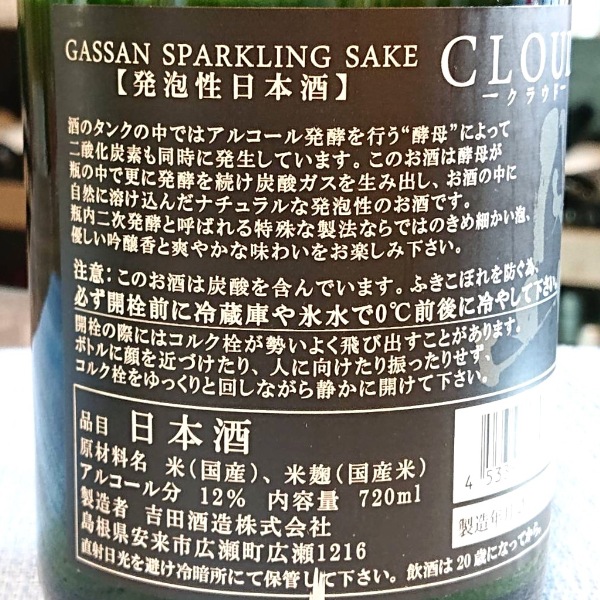 GASSAN SPARKLING SAKE
【発泡性日本酒】
CLOUD
―クラウド―
酒のタンクの中ではアルコール発酵を行う“酵母”によって
二酸化炭素も同時に発生しています。このお酒は酵母が
瓶の中で更に発酵を続け炭酸ガスを生み出し、お酒の中に
自然に溶け込んだナチュラルな発泡性のお酒です。
瓶内二次発酵と呼ばれる特殊な製法ならではのきめ細かい泡、
優しい吟醸香と爽やかな味わいをお楽しみ下さい。
注意：このお酒は炭酸を含んでいます。ふきこぼれを防ぐ為、
必ず開栓前に冷蔵庫や氷水で0℃前後に冷やして下さい。
開栓の際にはコルク栓が勢いよく飛び出すことがあります。
ボトルに顔を近づけたり、人に向けたり振ったりせず、
コルク栓をゆっくりと回しながら静かに開けて下さい。
品目 日本酒
原材料名 米（国産）、米麹（国産米）
アルコール分 12% 内容量 720ml
製造者 吉田酒造株式会社
島根県安来市広瀬町広瀬1216
直射日光を避け冷暗所にて保管して下さい。飲酒は20歳になってから。
4 53
製造年月